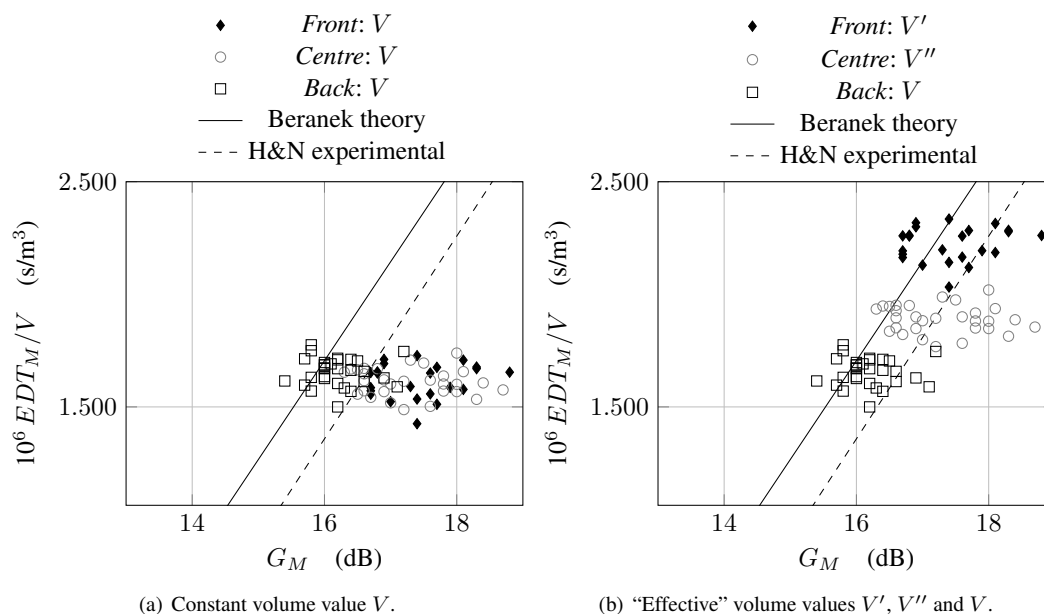 Front: V
Centre: V
Back: V
Beranek theory
H&N experimental
2.500
1.500
10⁶ EDT_M/V (s/m³)
14 16 18
G_M (dB)
(a) Constant volume value V.
Front: V′
Centre: V″
Back: V
Beranek theory
H&N experimental
2.500
1.500
10⁶ EDT_M/V (s/m³)
14 16 18
G_M (dB)
(b) “Effective” volume values V′, V″ and V.